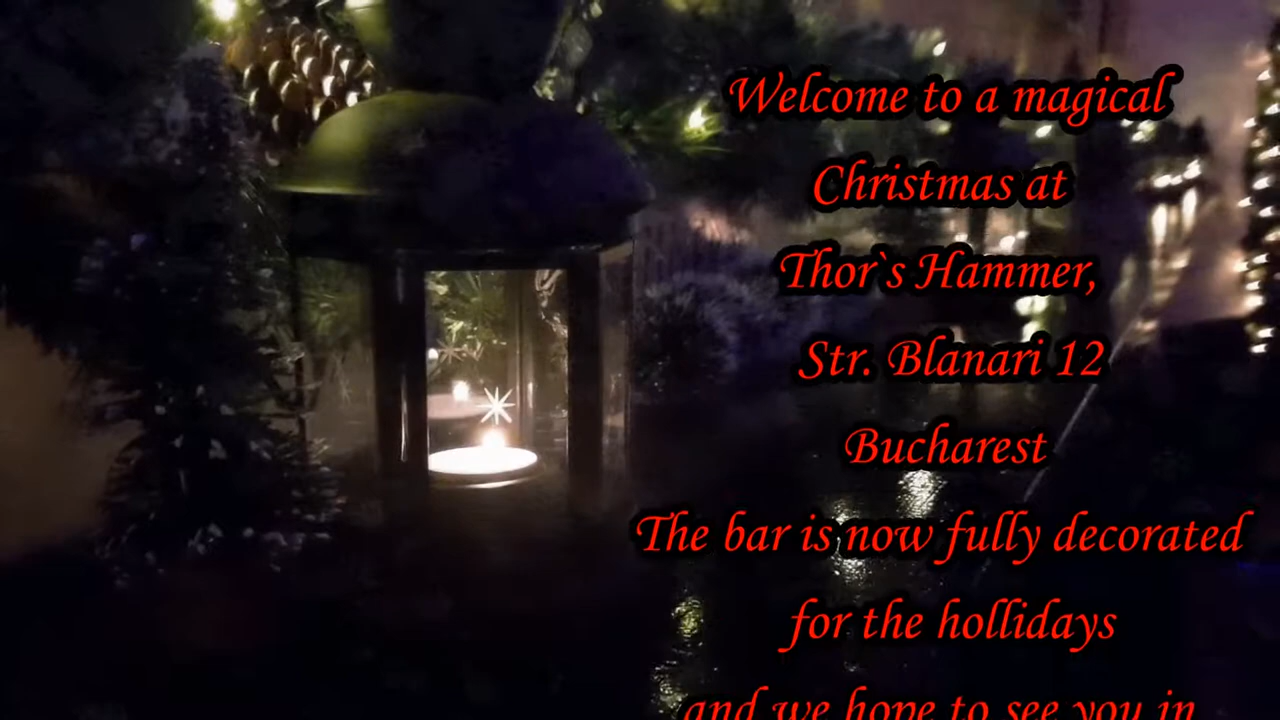 Welcome to a magical
Christmas at
Thor`s Hammer,
Str. Blanari 12
Bucharest
The bar is now fully decorated
for the hollidays
and we hope to see you in